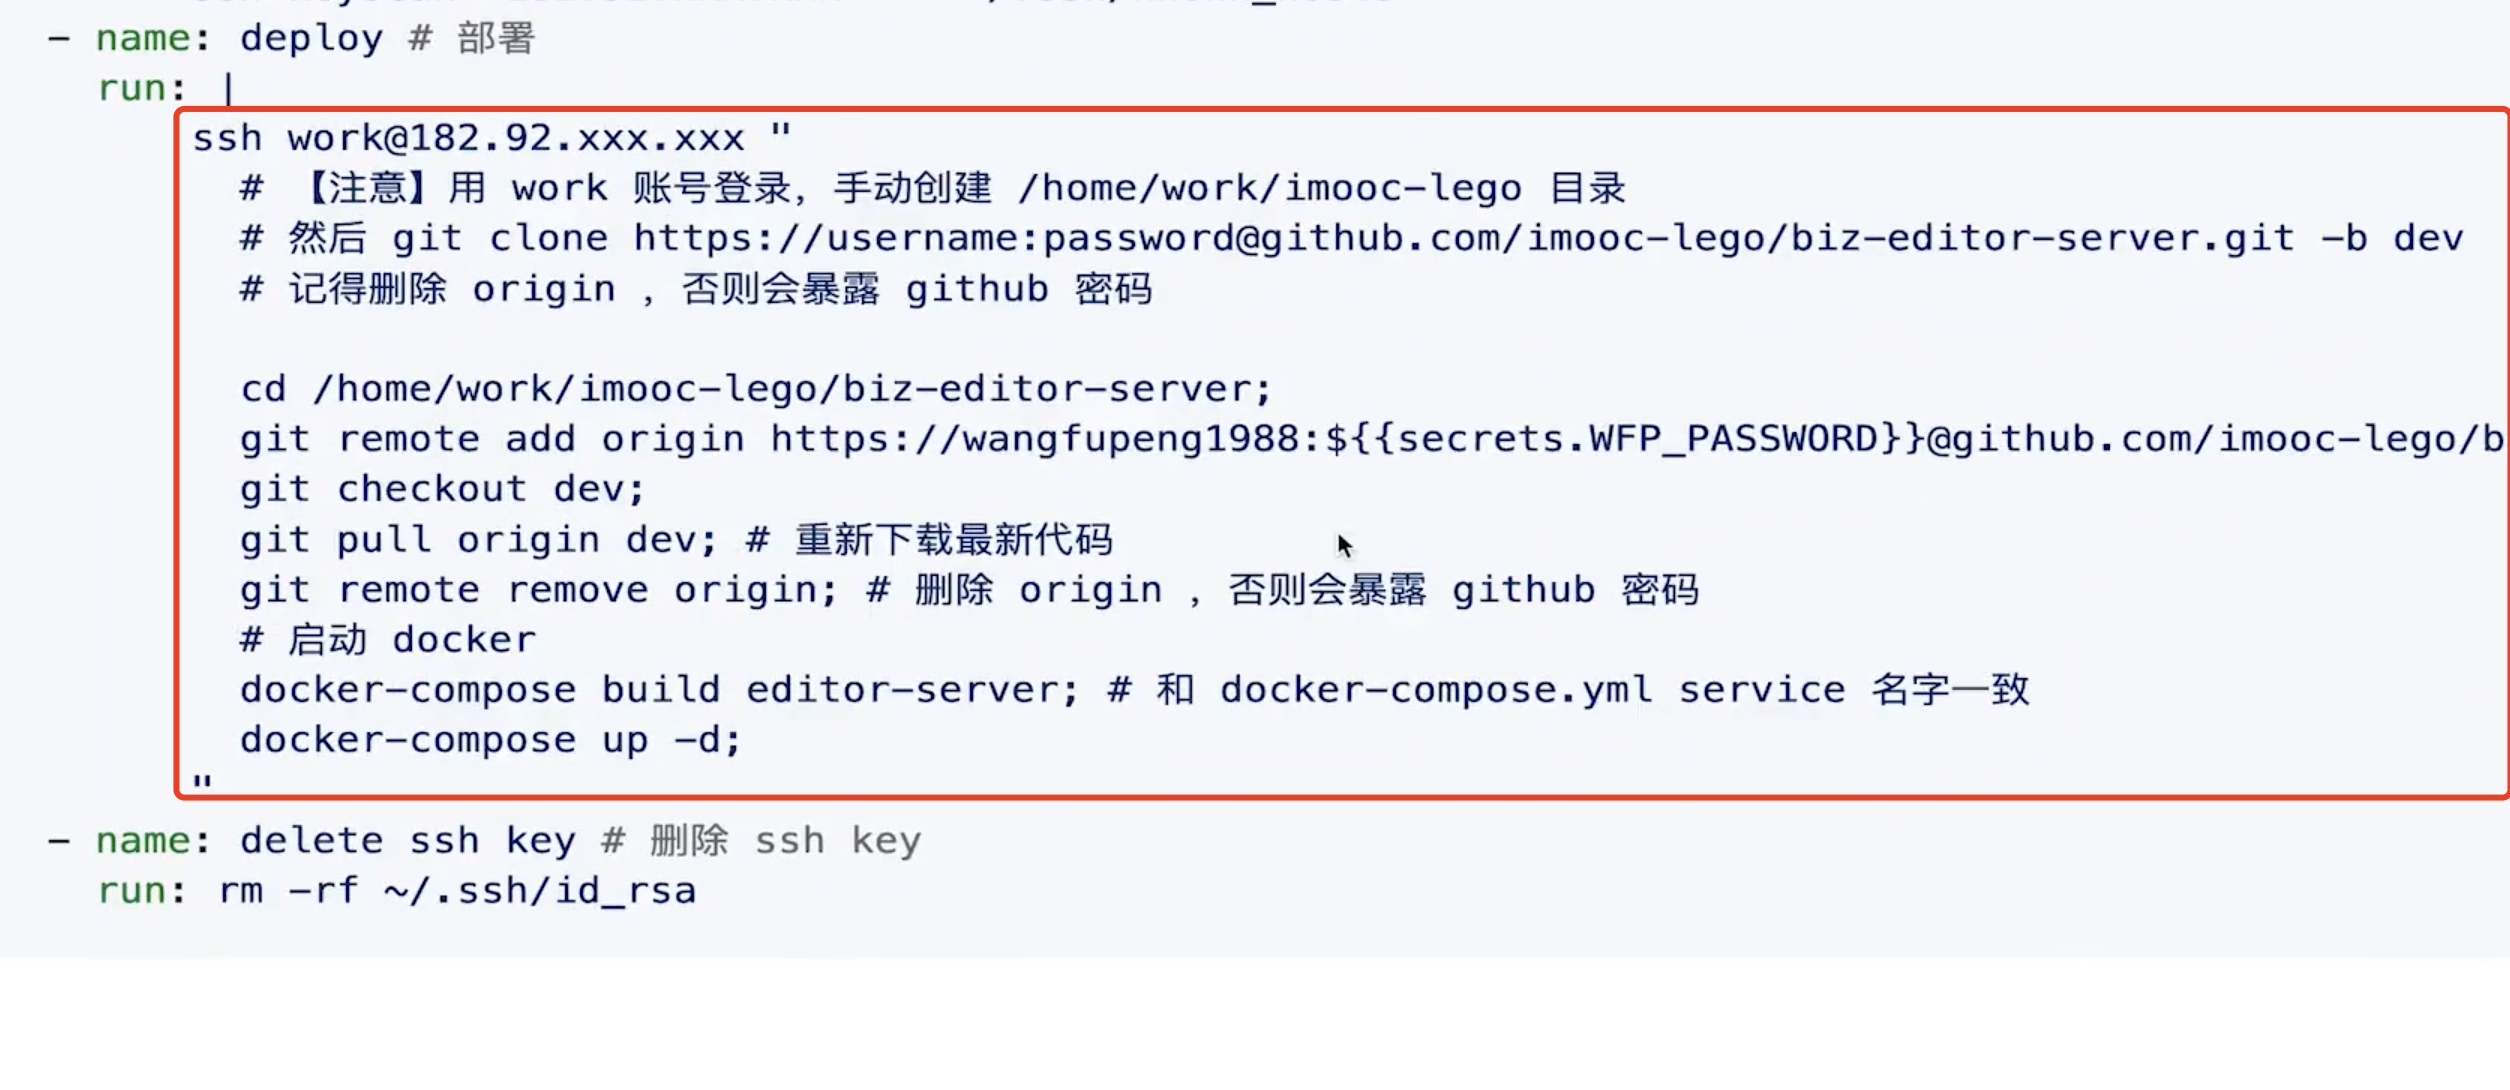 - name: deploy # 部署
run: |
ssh work@182.92.xxx.xxx "
# 【注意】用 work 账号登录，手动创建 /home/work/imooc-lego 目录
# 然后 git clone https://username:password@github.com/imooc-lego/biz-editor-server.git -b dev
# 记得删除 origin ，否则会暴露 github 密码
cd /home/work/imooc-lego/biz-editor-server;
git remote add origin https://wangfupeng1988:${{secrets.WFP_PASSWORD}}@github.com/imooc-lego/b
git checkout dev;
git pull origin dev; # 重新下载最新代码
git remote remove origin; # 删除 origin ，否则会暴露 github 密码
# 启动 docker
docker-compose build editor-server; # 和 docker-compose.yml service 名字一致
docker-compose up -d;
"
- name: delete ssh key # 删除 ssh key
run: rm -rf ~/.ssh/id_rsa